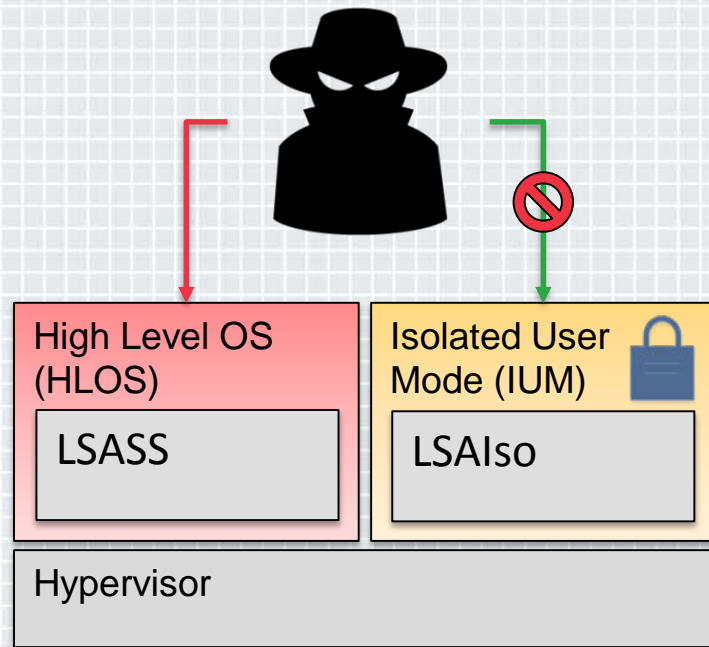 High Level OS
(HLOS)
LSASS
Isolated User
Mode (IUM)
LSAIso
Hypervisor